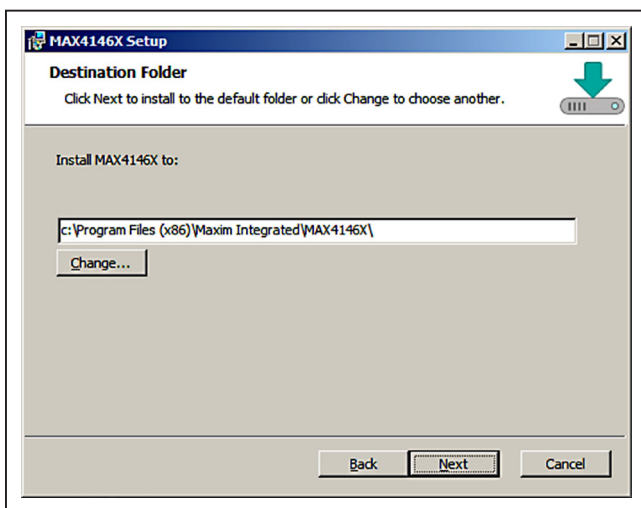 MAX4146X Setup
Destination Folder
Click Next to install to the default folder or click Change to choose another.
Install MAX4146X to:
c:\Program Files (x86)\Maxim Integrated\MAX4146X\
Change...
Back Next Cancel